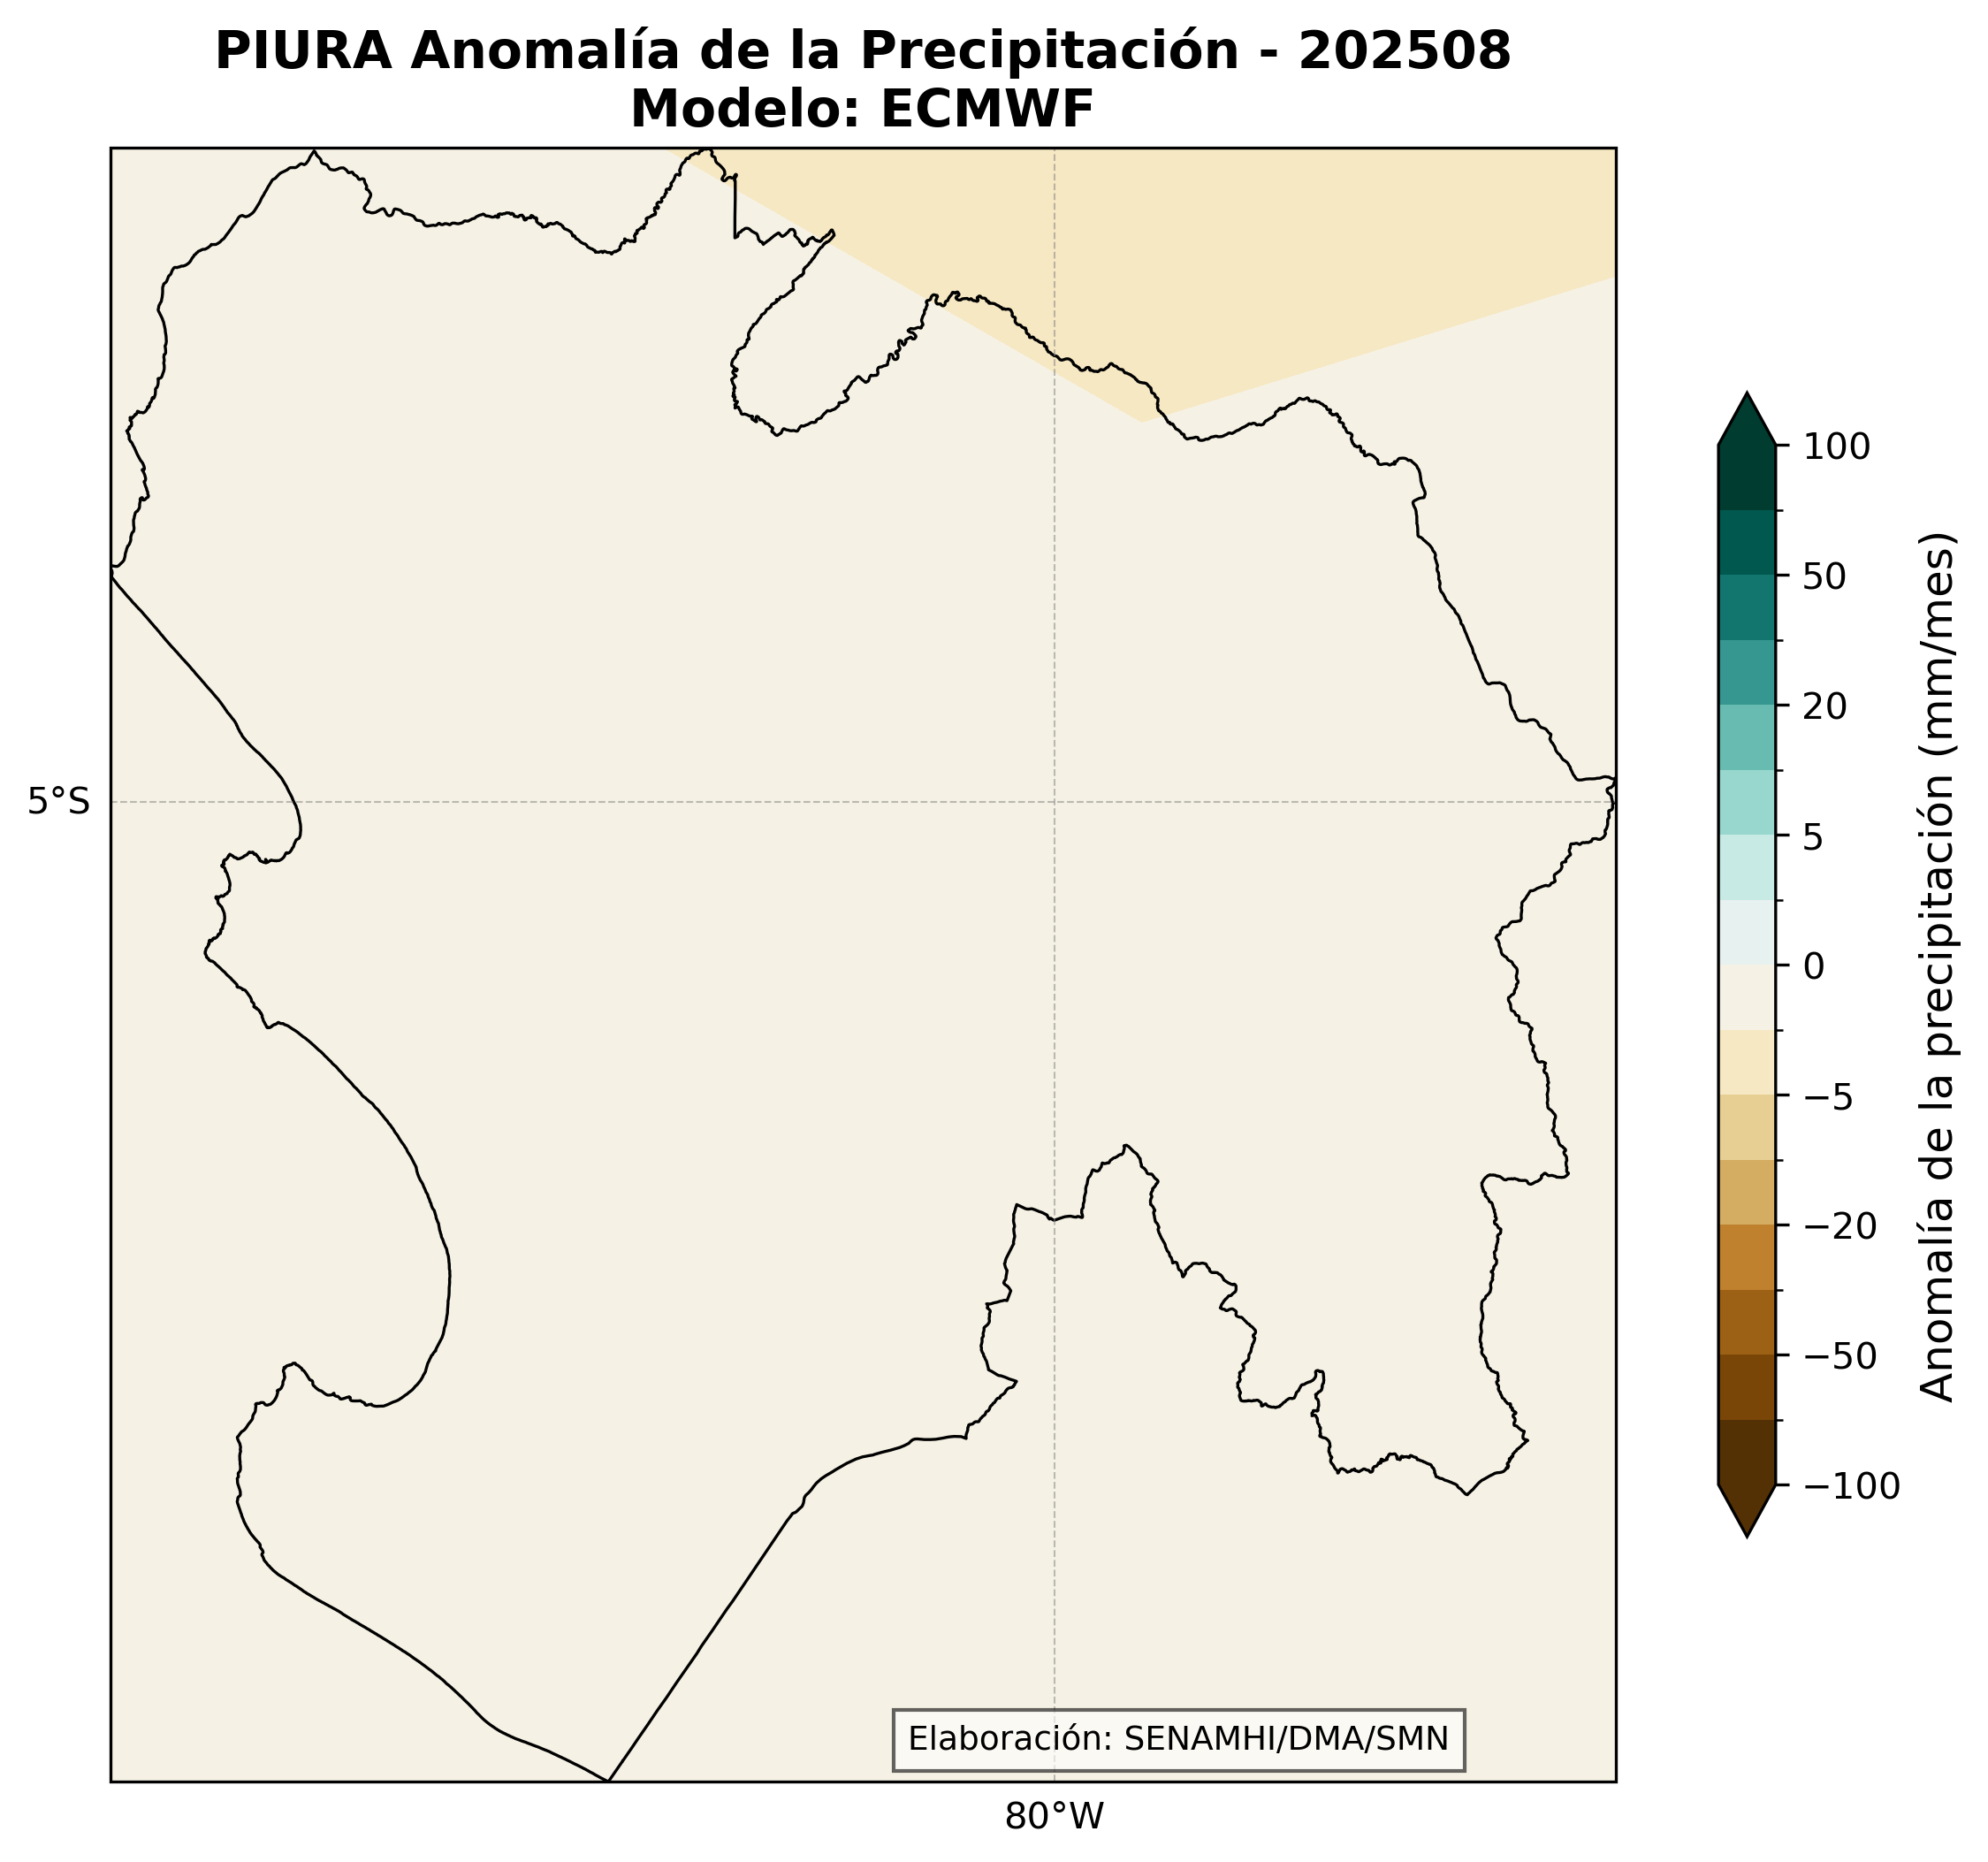 PIURA Anomalía de la Precipitación - 202508
Modelo: ECMWF
5°S
80°W
Elaboración: SENAMHI/DMA/SMN
100
50
20
5
0
−5
−20
−50
−100
Anomalía de la precipitación (mm/mes)